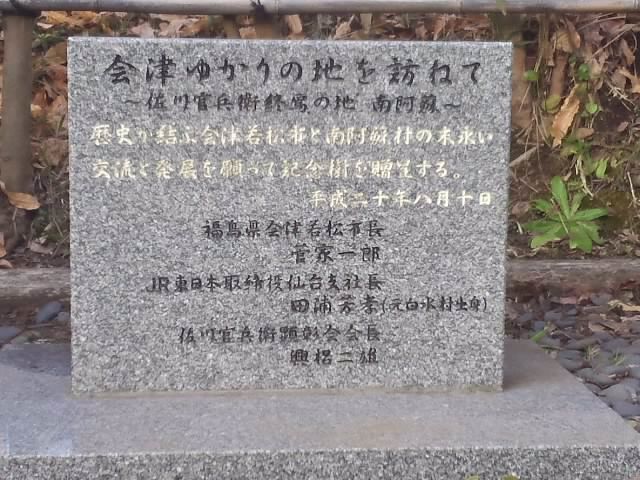 会津ゆかりの地を訪ねて
～佐川官兵衛終焉の地 南阿蘇～
歴史が結ぶ会津若松市と南阿蘇村の末永い
交流と発展を願って記念樹を贈呈する。
平成二十年八月十日
福島県会津若松市長
菅家一郎
JR東日本取締役仙台支社長
田浦芳孝(元白水村出身)
佐川官兵衛顕彰会会長
興梠二雄